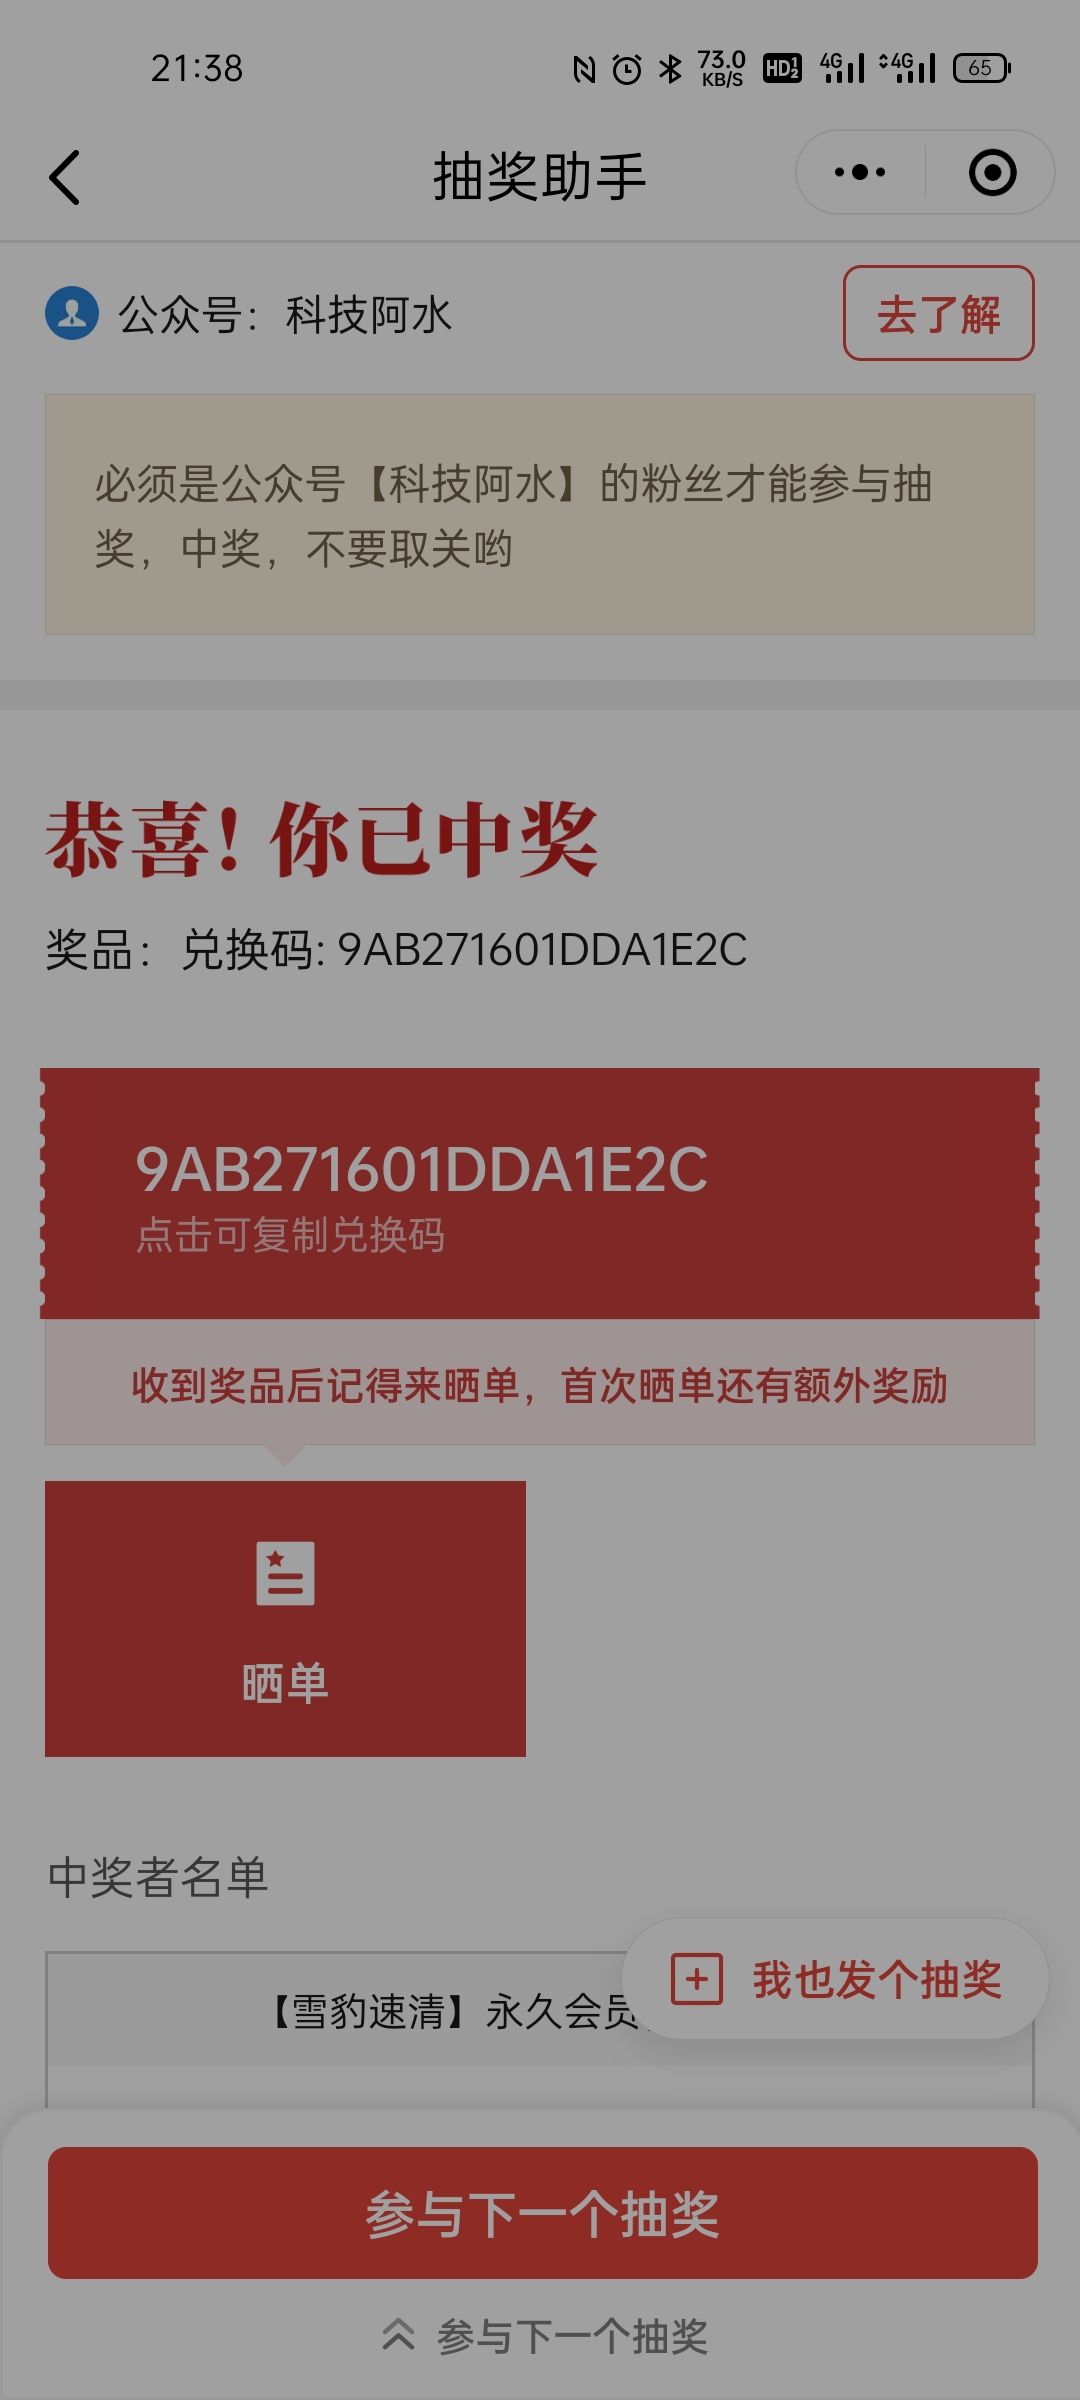 21:38
73.0
KB/S
HD 1 2
4G
4G
65
抽奖助手
公众号：科技阿水
去了解
必须是公众号【科技阿水】的粉丝才能参与抽
奖，中奖，不要取关哟
恭喜！你已中奖
奖品：兑换码: 9AB271601DDA1E2C
9AB271601DDA1E2C
点击可复制兑换码
收到奖品后记得来晒单，首次晒单还有额外奖励
晒单
中奖者名单
我也发个抽奖
【雪豹速清】永久会员
参与下一个抽奖
参与下一个抽奖